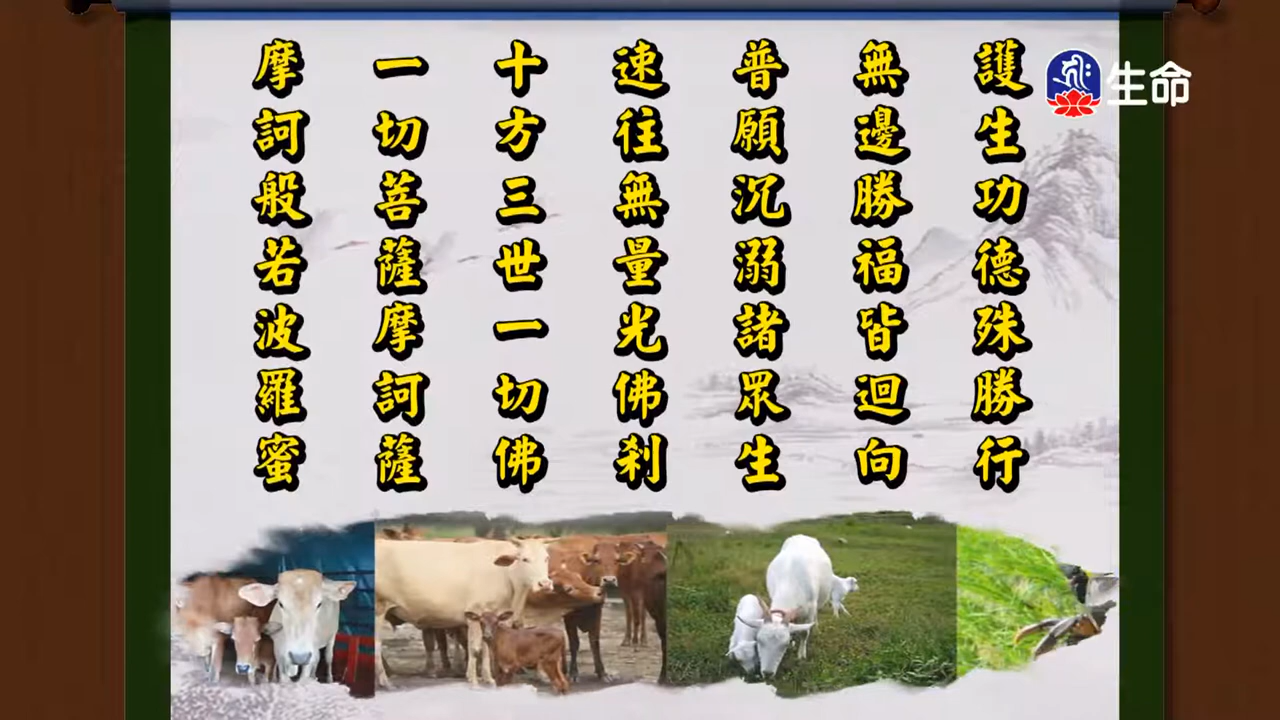 護生功德殊勝行
無邊勝福皆迴向
普願沉溺諸眾生
速往無量光佛剎
十方三世一切佛
一切菩薩摩訶薩
摩訶般若波羅蜜
生命